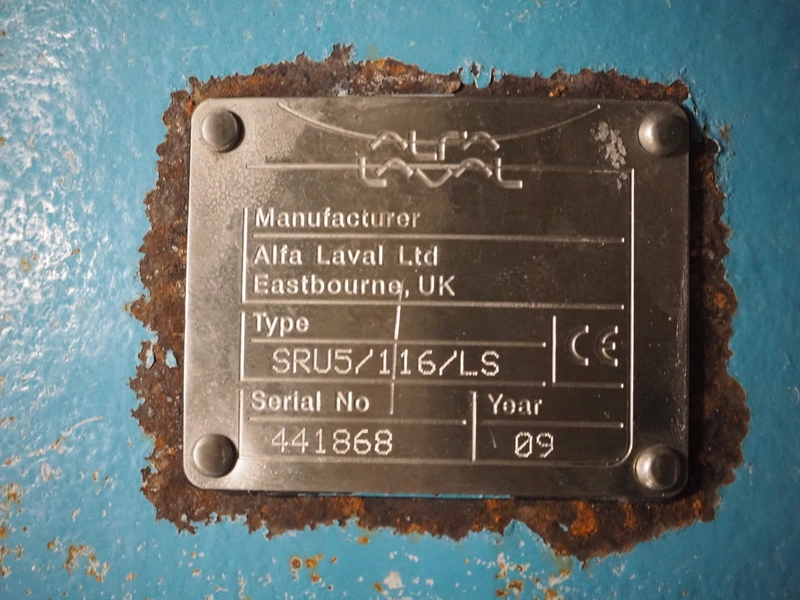 Alfa
Laval
Manufacturer
Alfa Laval Ltd
Eastbourne, UK
Type
SRU5/116/LS
CE
Serial No
Year
441868
09